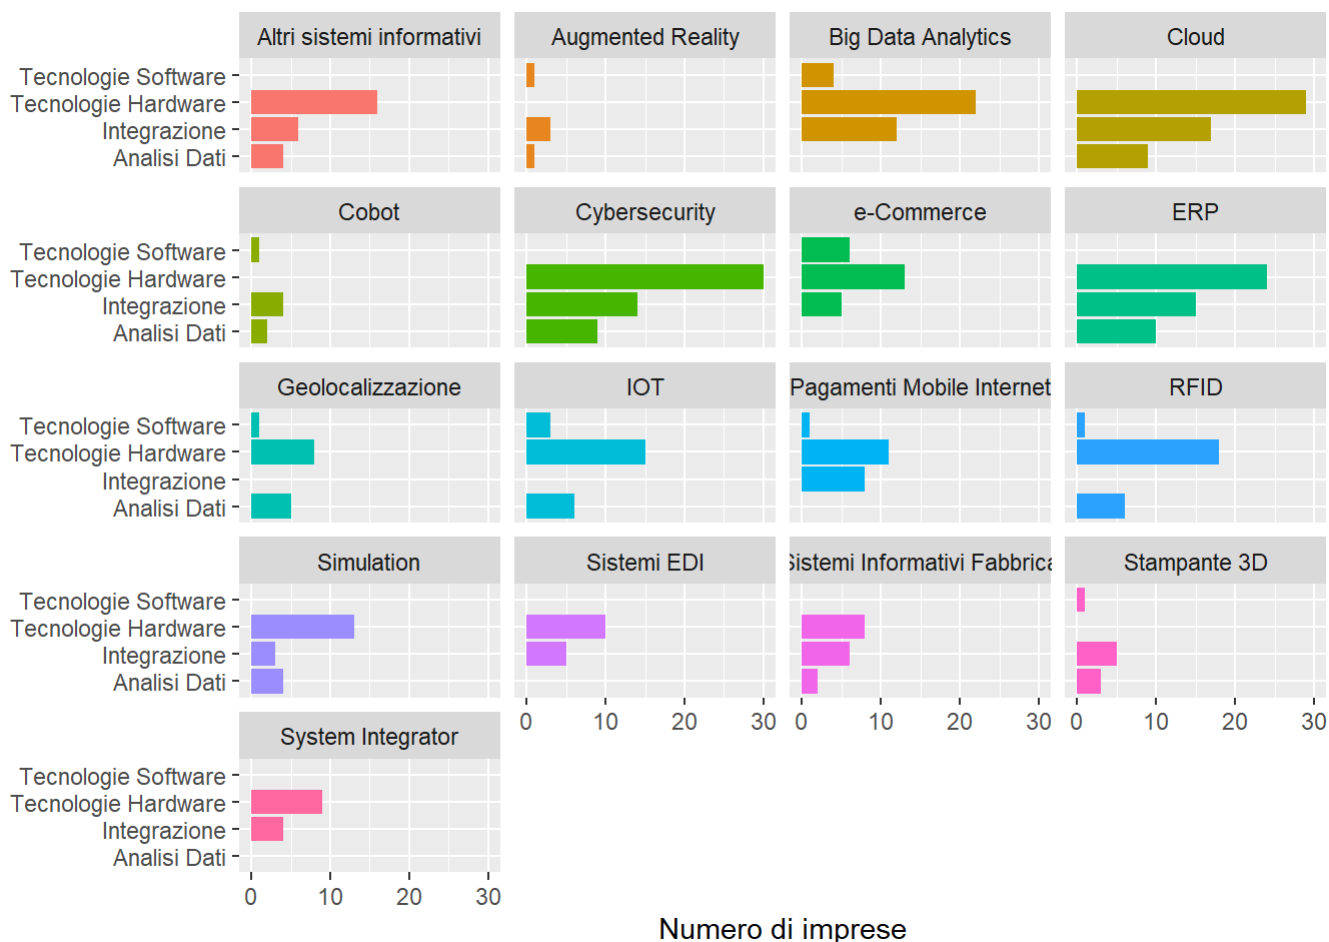 Altri sistemi informativi
Augmented Reality
Big Data Analytics
Cloud
Tecnologie Software
Tecnologie Hardware
Integrazione
Analisi Dati
Cobot
Cybersecurity
e-Commerce
ERP
Tecnologie Software
Tecnologie Hardware
Integrazione
Analisi Dati
Geolocalizzazione
IOT
Pagamenti Mobile Internet
RFID
Tecnologie Software
Tecnologie Hardware
Integrazione
Analisi Dati
Simulation
Sistemi EDI
Sistemi Informativi Fabbrica
Stampante 3D
Tecnologie Software
Tecnologie Hardware
Integrazione
Analisi Dati
0 10 20 30
0 10 20 30
0 10 20 30
System Integrator
Tecnologie Software
Tecnologie Hardware
Integrazione
Analisi Dati
0 10 20 30
Numero di imprese